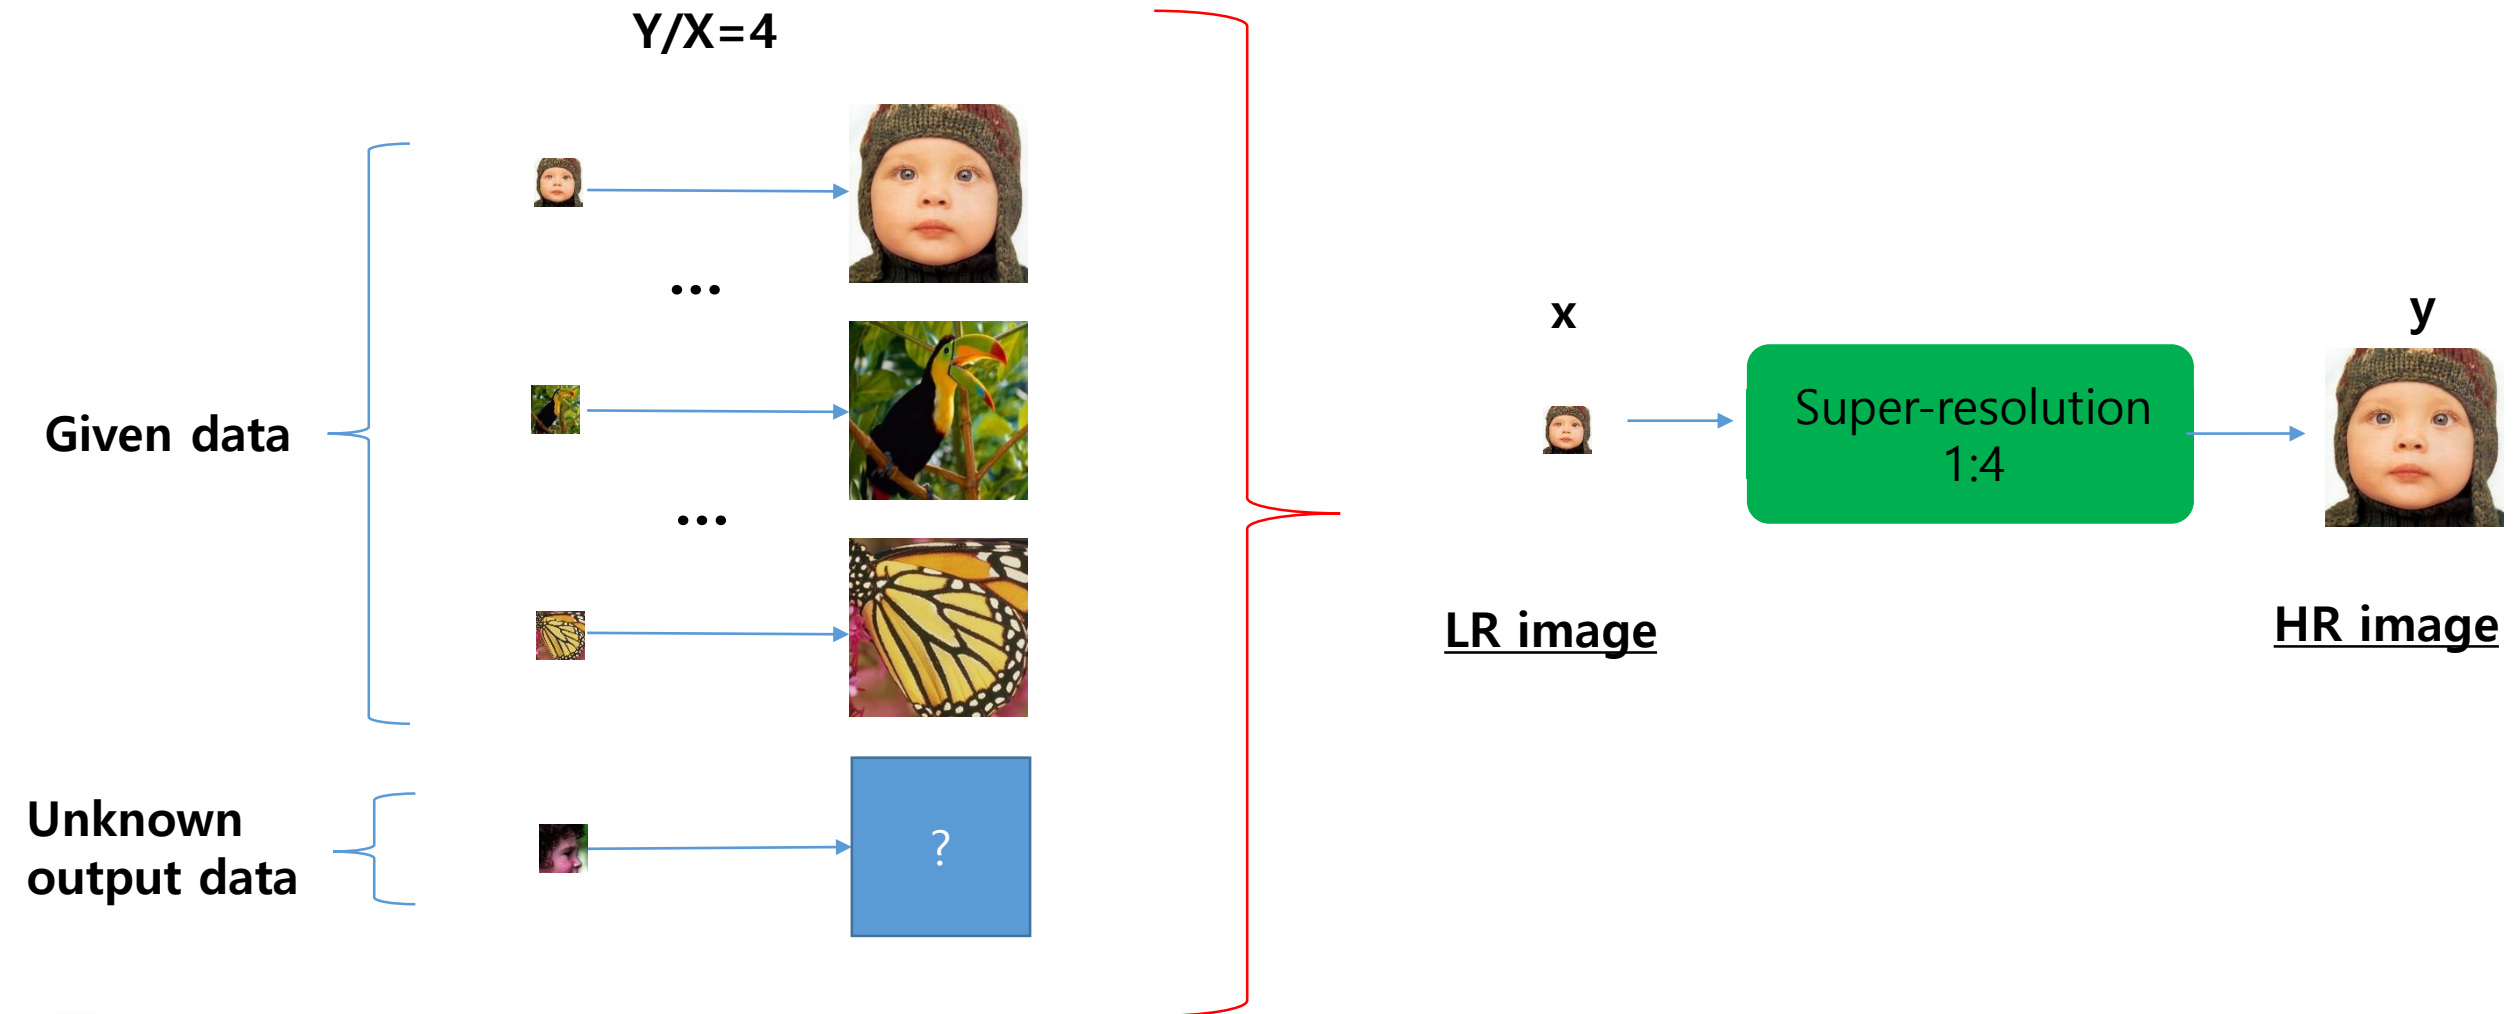 Y/X=4
...
Given data
...
Unknown
output data
?
x
y
Super-resolution
1:4
LR image
HR image